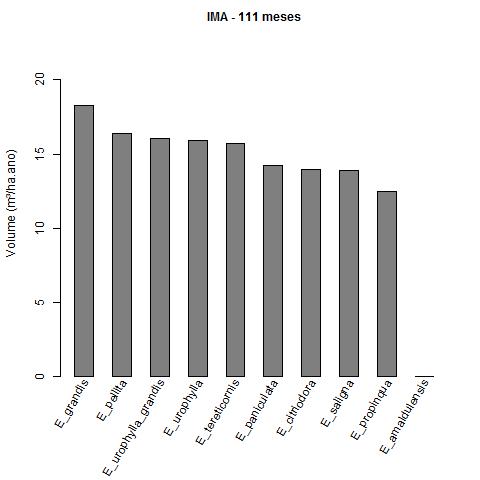 IMA - 111 meses
Volume (m³/ha.ano)
20
15
10
5
0
E_grandis
E_pellita
E_urophylla_grandis
E_urophylla
E_tereticornis
E_paniculata
E_citriodora
E_saligna
E_propinqua
E_amaldulensis